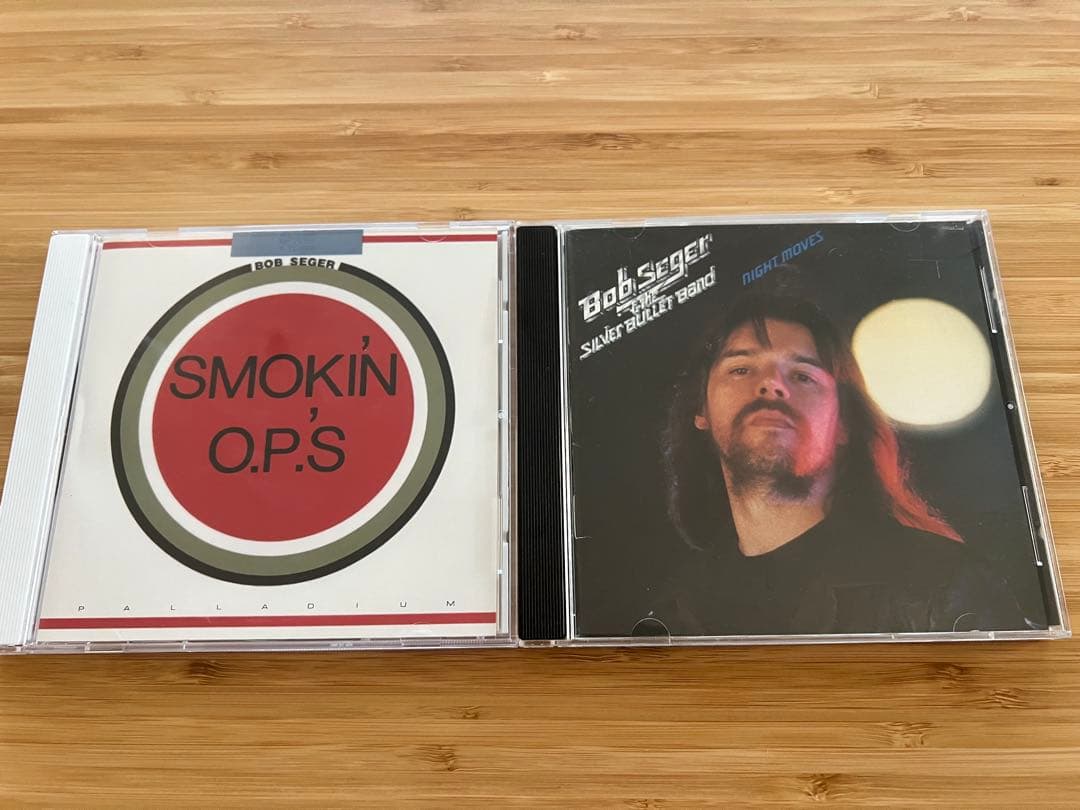 BOB SEGER
SMOKIN'
O.P.'S
PALLADIUM
Bob Seger
& THE
SILVER BULLET BAND
NIGHT MOVES